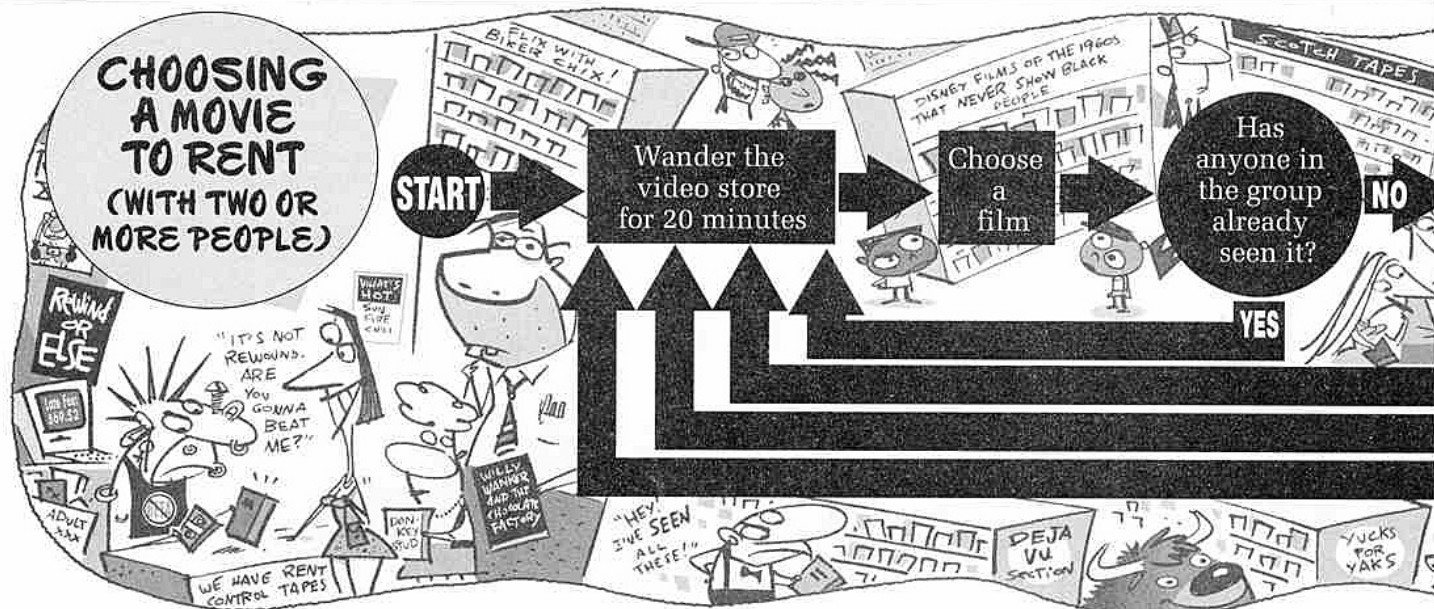 CHOOSING
A MOVIE
TO RENT
(WITH TWO OR
MORE PEOPLE)
START
Wander the
video store
for 20 minutes
Choose
a
film
Has
anyone in
the group
already
seen it?
NO
YES
FLIX WITH
BIKER CHIX!
DISNEY FILMS OF THE 1960s
THAT NEVER SHOW BLACK
PEOPLE
SCOTCH TAPES
REWIND
OR
ELSE
WHAT'S
HOT
"IT'S NOT
REWOUND.
ARE
YOU
GONNA
BEAT
ME?"
Late Fee:
$69.52
ADULT
XXX
WE HAVE RENT
CONTROL TAPES
DON-
KEY
WILLY
WANKER
AND THE
CHOCOLATE
FACTORY
"HEY!
I'VE SEEN
ALL
THESE!"
DEJA
VU
SECTION
YUCKS
FOR
YAKS